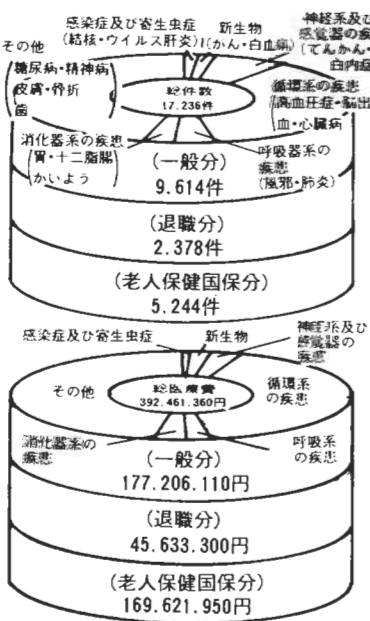 感染症及び寄生虫症
(結核・ウイルス肝炎)
新生物
(がん・白血病)
神経系及び
感覚器の疾患
(てんかん・
白内症
その他
(糖尿病・精神病
皮膚・骨折
歯)
総件数
17.236件
循環系の疾患
(高血圧症・脳出
血・心臓病
消化器系の疾患
(胃・十二脂腸
かいよう)
呼吸器系の
疾患
(風邪・肺炎)
(一般分)
9.614件
(退職分)
2.378件
(老人保健国保分)
5.244件
感染症及び寄生虫症
新生物
神経系及び
感覚器の
疾患
その他
総医療費
392.461.360円
循環系
の疾患
消化器系の
疾患
呼吸系
の疾患
(一般分)
177.206.110円
(退職分)
45.633.300円
(老人保健国保分)
169.621.950円